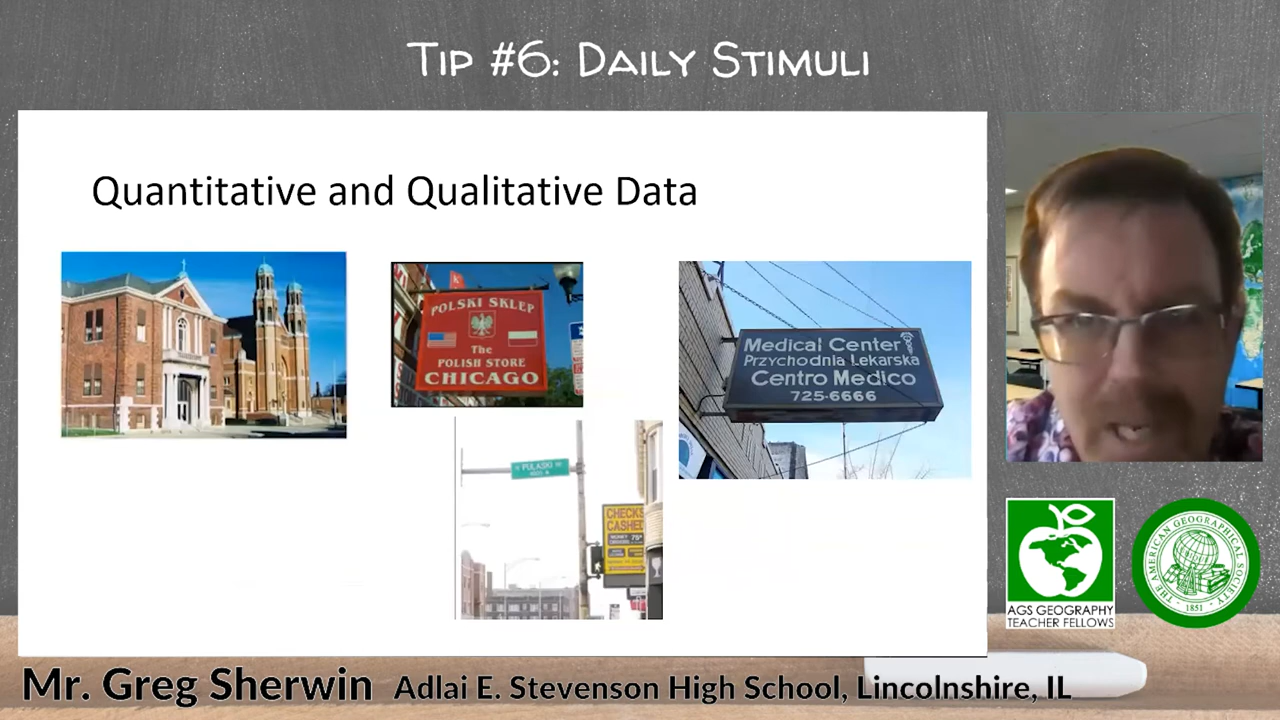 Tip #6: Daily Stimuli
Quantitative and Qualitative Data
POLSKI SKLEP
The
POLISH STORE
CHICAGO
Medical Center
Przychodnia Lekarska
Centro Medico
725-6666
PULASKI
CHECKS
CASHED
AGS GEOGRAPHY
TEACHER FELLOWS
THE AMERICAN GEOGRAPHICAL SOCIETY
1851
Mr. Greg Sherwin Adlai E. Stevenson High School, Lincolnshire, IL